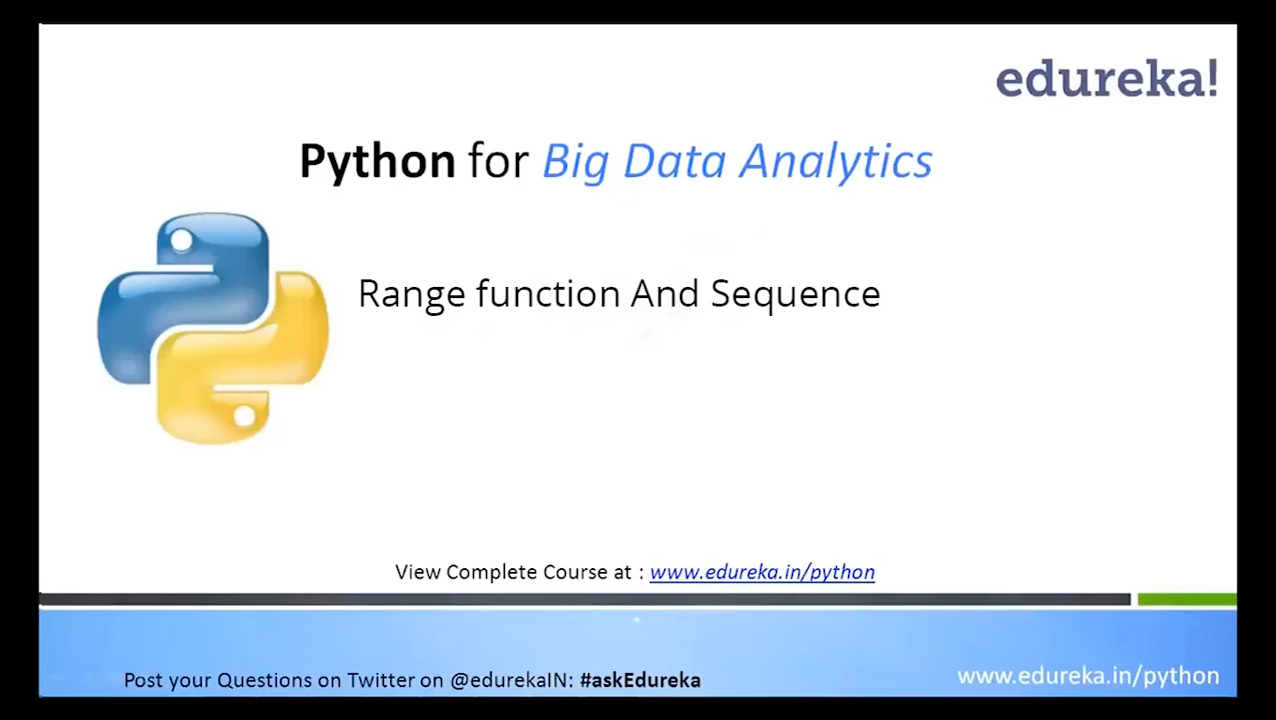 edureka!
Python for Big Data Analytics
Range function And Sequence
View Complete Course at : www.edureka.in/python
Post your Questions on Twitter on @edurekaIN: #askEdureka
www.edureka.in/python